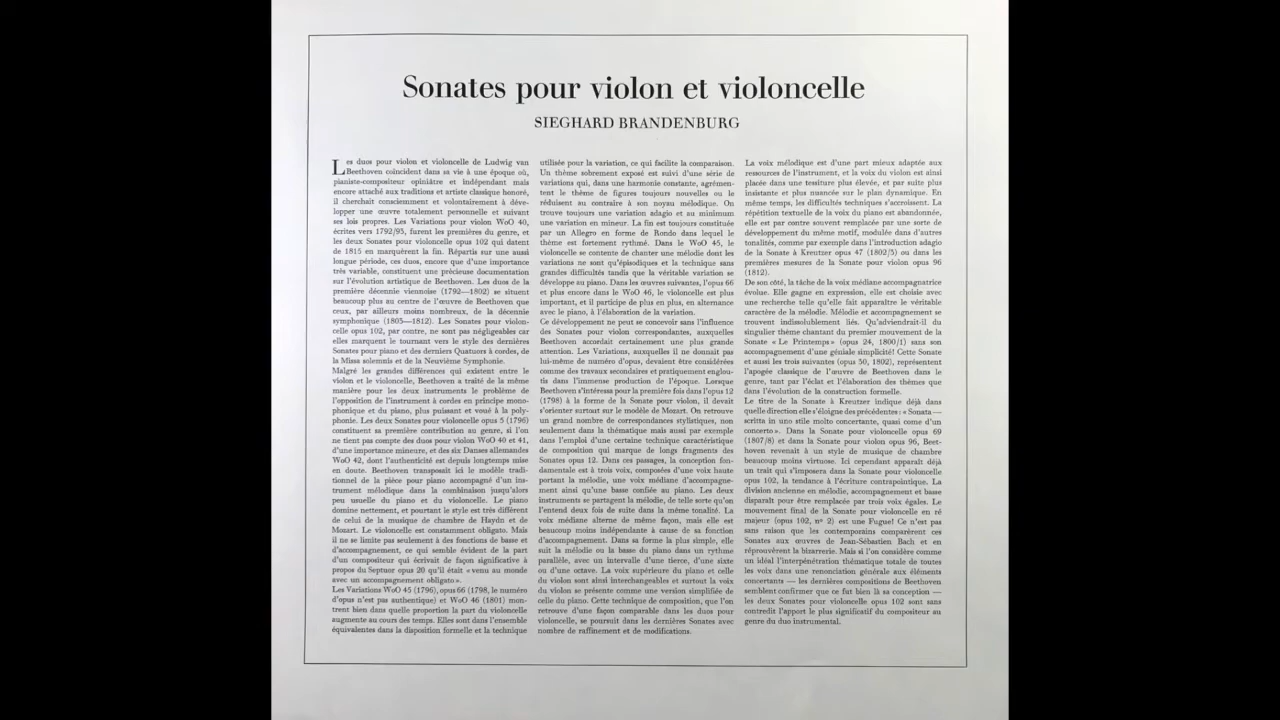 Sonates pour violon et violoncelle
SIEGHARD BRANDENBURG
Les duos pour violon et violoncelle de Ludwig van
Beethoven coïncident dans sa vie à une époque où,
pianiste-compositeur opiniâtre et indépendant mais
encore attaché aux traditions et artiste classique honoré,
il cherchait consciemment et volontairement à déve-
lopper une œuvre totalement personnelle et suivant
ses lois propres. Les Variations pour violon WoO 40,
écrites vers 1792/93, furent les premières du genre, et
les deux Sonates pour violoncelle opus 102 qui datent
de 1815 en marquèrent la fin. Répartis sur une aussi
longue période, ces duos, encore que d'une importance
très variable, constituent une précieuse documentation
sur l'évolution artistique de Beethoven. Les duos de la
première décennie viennoise (1792—1802) se situent
beaucoup plus au centre de l'œuvre de Beethoven que
ceux, par ailleurs moins nombreux, de la décennie
symphonique (1803—1812). Les Sonates pour violon-
celle opus 102, par contre, ne sont pas négligeables car
elles marquent le tournant vers le style des dernières
Sonates pour piano et des derniers Quatuors à cordes, de
la Missa solemnis et de la Neuvième Symphonie.
Malgré les grandes différences qui existent entre le
violon et le violoncelle, Beethoven a traité de la même
manière pour les deux instruments le problème de
l'opposition de l'instrument à cordes en principe mono-
phonique et du piano, plus puissant et voué à la poly-
phonie. Les deux Sonates pour violoncelle opus 5 (1796)
constituent sa première contribution au genre, si l'on
ne tient pas compte des duos pour violon WoO 40 et 41,
d'une importance mineure, et des six Danses allemandes
WoO 42, dont l'authenticité est depuis longtemps mise
en doute. Beethoven transposait ici le modèle tradi-
tionnel de la pièce pour piano accompagné d'un ins-
trument mélodique dans la combinaison jusqu'alors
peu usuelle du piano et du violoncelle. Le piano
domine nettement, et pourtant le style est très différent
de celui de la musique de chambre de Haydn et de
Mozart. Le violoncelle est constamment obligato. Mais
il ne se limite pas seulement à des fonctions de basse et
d'accompagnement, ce qui semble évident de la part
d'un compositeur qui écrivait de façon significative à
propos du Septuor opus 20 qu'il était «venu au monde
avec un accompagnement obligato».
Les Variations WoO 45 (1796), opus 66 (1798, le numéro
d'opus n'est pas authentique) et WoO 46 (1801) mon-
trent bien dans quelle proportion la part du violoncelle
augmente au cours des temps. Elles sont dans l'ensemble
équivalentes dans la disposition formelle et la technique
utilisée pour la variation, ce qui facilite la comparaison.
Un thème sobrement exposé est suivi d'une série de
variations qui, dans une harmonie constante, agrémen-
tent le thème de figures toujours nouvelles ou le
réduisent au contraire à son noyau mélodique. On
trouve toujours une variation adagio et au minimum
une variation en mineur. La fin est toujours constituée
par un Allegro en forme de Rondo dans lequel le
thème est fortement rythmé. Dans le WoO 45, le
violoncelle se contente de chanter une mélodie dont les
variations ne sont qu'épisodiques et la technique sans
grandes difficultés tandis que la véritable variation se
développe au piano. Dans les œuvres suivantes, l'opus 66
et plus encore dans le WoO 46, le violoncelle est plus
important, et il participe de plus en plus, en alternance
avec le piano, à l'élaboration de la variation.
Ce développement ne peut se concevoir sans l'influence
des Sonates pour violon correspondantes, auxquelles
Beethoven accordait certainement une plus grande
attention. Les Variations, auxquelles il ne donnait pas
lui-même de numéro d'opus, devaient être considérées
comme des travaux secondaires et pratiquement englou-
tis dans l'immense production de l'époque. Lorsque
Beethoven s'intéressa pour la première fois dans l'opus 12
(1798) à la forme de la Sonate pour violon, il devait
s'orienter surtout sur le modèle de Mozart. On retrouve
un grand nombre de correspondances stylistiques, non
seulement dans la thématique mais aussi par exemple
dans l'emploi d'une certaine technique caractéristique
de composition qui marque de longs fragments des
Sonates opus 12. Dans ces passages, la conception fon-
damentale est à trois voix, composées d'une voix haute
portant la mélodie, une voix médiane d'accompagne-
ment ainsi qu'une basse confiée au piano. Les deux
instruments se partagent la mélodie, de telle sorte qu'on
l'entend deux fois de suite dans la même tonalité. La
voix médiane alterne de même façon, mais elle est
beaucoup moins indépendante à cause de sa fonction
d'accompagnement. Dans sa forme la plus simple, elle
suit la mélodie ou la basse du piano dans un rythme
parallèle, avec un intervalle d'une tierce, d'une sixte
ou d'une octave. La voix supérieure du piano et celle
du violon sont ainsi interchangeables et surtout la voix
du violon se présente comme une version simplifiée de
celle du piano. Cette technique de composition, que l'on
retrouve d'une façon comparable dans les duos pour
violoncelle, se poursuit dans les dernières Sonates avec
nombre de raffinement et de modifications.
La voix mélodique est d'une part mieux adaptée aux
ressources de l'instrument, et la voix du violon est ainsi
placée dans une tessiture plus élevée, et par suite plus
insistante et plus nuancée sur le plan dynamique. En
même temps, les difficultés techniques s'accroissent. La
répétition textuelle de la voix du piano est abandonnée,
elle est par contre souvent remplacée par une sorte de
développement du même motif, modulée dans d'autres
tonalités, comme par exemple dans l'introduction adagio
de la Sonate à Kreutzer opus 47 (1802/3) ou dans les
premières mesures de la Sonate pour violon opus 96
(1812).
De son côté, la tâche de la voix médiane accompagnatrice
évolue. Elle gagne en expression, elle est choisie avec
une recherche telle qu'elle fait apparaître le véritable
caractère de la mélodie. Mélodie et accompagnement se
trouvent indissolublement liés. Qu'adviendrait-il du
singulier thème chantant du premier mouvement de la
Sonate «Le Printemps» (opus 24, 1800/1) sans son
accompagnement d'une géniale simplicité! Cette Sonate
et aussi les trois suivantes (opus 30, 1802), représentent
l'apogée classique de l'œuvre de Beethoven dans le
genre, tant par l'éclat et l'élaboration des thèmes que
dans l'évolution de la construction formelle.
Le titre de la Sonate à Kreutzer indique déjà dans
quelle direction elle s'éloigne des précédentes: «Sonata —
scritta in uno stile molto concertante, quasi come d'un
concerto». Dans la Sonate pour violoncelle opus 69
(1807/8) et dans la Sonate pour violon opus 96, Beet-
hoven revenait à un style de musique de chambre
beaucoup moins virtuose. Ici cependant apparaît déjà
un trait qui s'imposera dans la Sonate pour violoncelle
opus 102, la tendance à l'écriture contrapointique. La
division ancienne en mélodie, accompagnement et basse
disparaît pour être remplacée par trois voix égales. Le
mouvement final de la Sonate pour violoncelle en ré
majeur (opus 102, nº 2) est une Fugue! Ce n'est pas
sans raison que les contemporains comparèrent ces
Sonates aux œuvres de Jean-Sébastien Bach et en
réprouvèrent la bizarrerie. Mais si l'on considère comme
un idéal l'interpénétration thématique totale de toutes
les voix dans une renonciation générale aux éléments
concertants — les dernières compositions de Beethoven
semblent confirmer que ce fut bien là sa conception —
les deux Sonates pour violoncelle opus 102 sont sans
contredit l'apport le plus significatif du compositeur au
genre du duo instrumental.